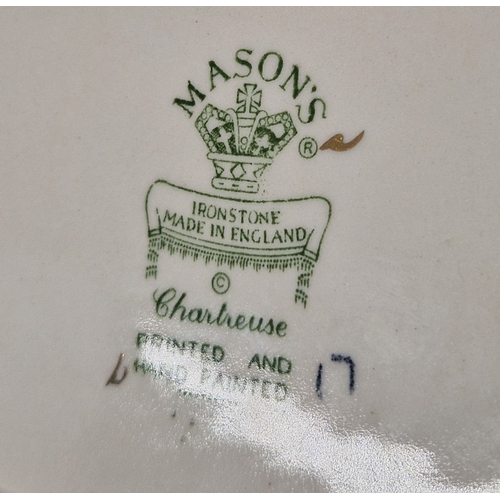 MASON'S
®
IRONSTONE
MADE IN ENGLAND
©
Chartreuse
PRINTED AND
HAND PAINTED
17